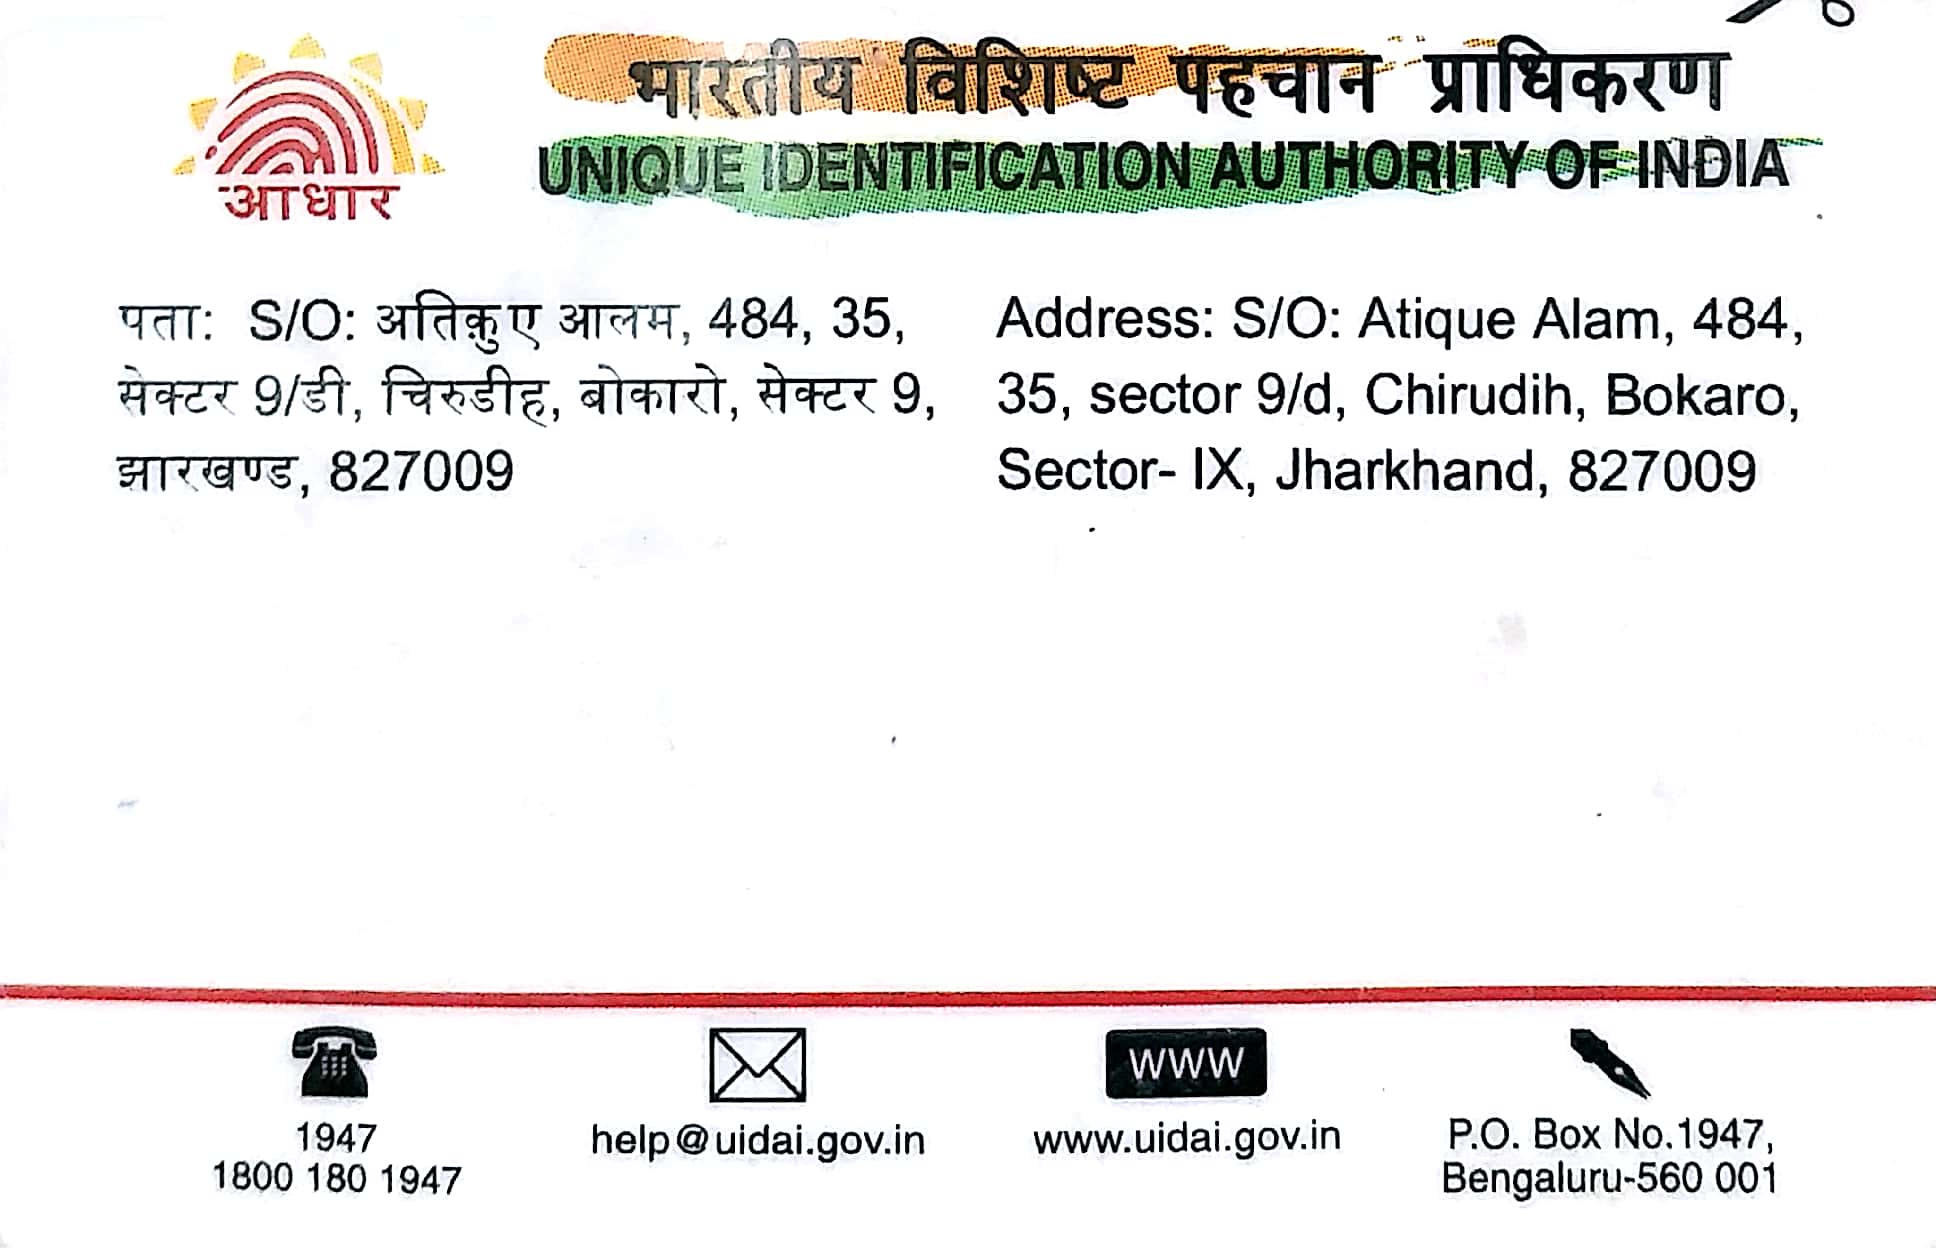 भारतीय विशिष्ट पहचान प्राधिकरण
UNIQUE IDENTIFICATION AUTHORITY OF INDIA
आधार
पता: S/O: अतिक़ुए आलम, 484, 35,
सेक्टर 9/डी, चिरुडीह, बोकारो, सेक्टर 9,
झारखण्ड, 827009
Address: S/O: Atique Alam, 484,
35, sector 9/d, Chirudih, Bokaro,
Sector- IX, Jharkhand, 827009
1947
1800 180 1947
help@uidai.gov.in
www
www.uidai.gov.in
P.O. Box No.1947,
Bengaluru-560 001